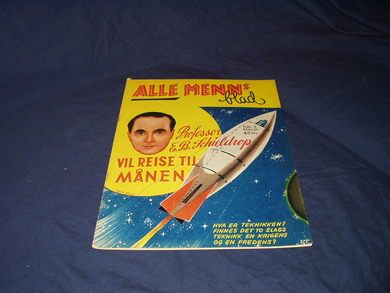 ALLE MENNS
blad
Professor
E.B. Schieldrop
VIL REISE TIL
MÅNEN
HVA ER TEKNIKKEN?
FINNES DET TO SLAGS
TEKNIKK EN KRIGENS
OG EN FREDENS?